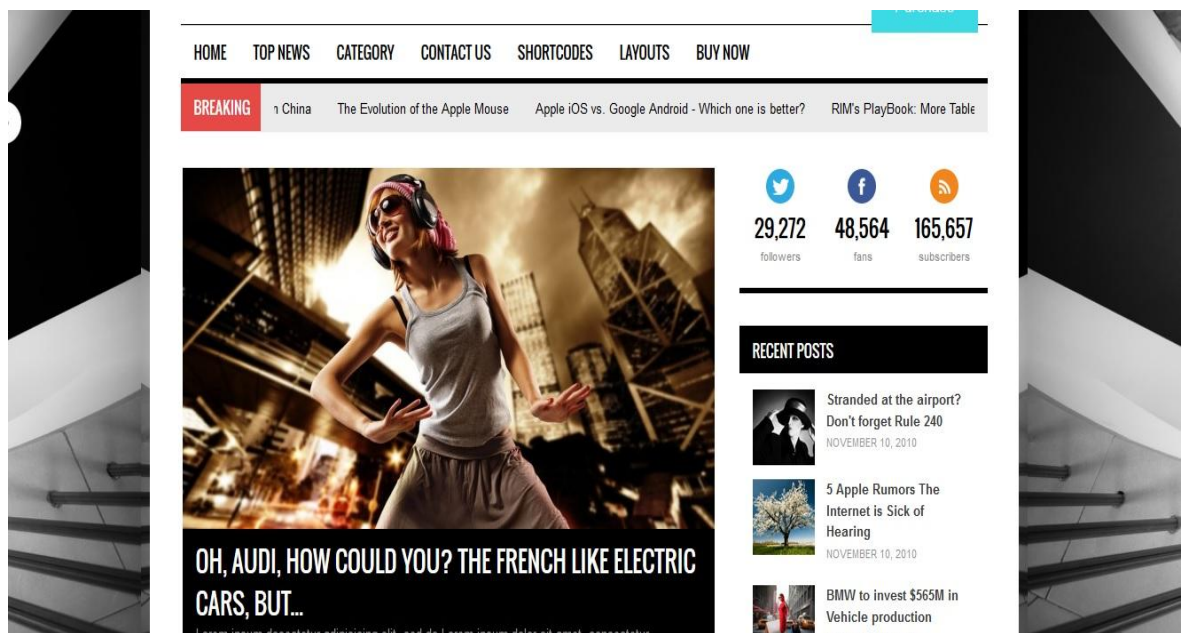 HOME TOP NEWS CATEGORY CONTACT US SHORTCODES LAYOUTS BUY NOW
BREAKING China The Evolution of the Apple Mouse Apple iOS vs. Google Android - Which one is better? RIM's PlayBook: More Table
29,272 48,564 165,657
followers fans subscribers
OH, AUDI, HOW COULD YOU? THE FRENCH LIKE ELECTRIC
CARS, BUT...
RECENT POSTS
Stranded at the airport?
Don't forget Rule 240
NOVEMBER 10, 2010
5 Apple Rumors The
Internet is Sick of
Hearing
NOVEMBER 10, 2010
BMW to invest $565M in
Vehicle production